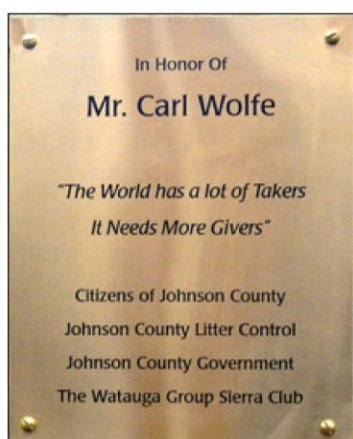 In Honor Of
Mr. Carl Wolfe
"The World has a lot of Takers
It Needs More Givers"
Citizens of Johnson County
Johnson County Litter Control
Johnson County Government
The Watauga Group Sierra Club